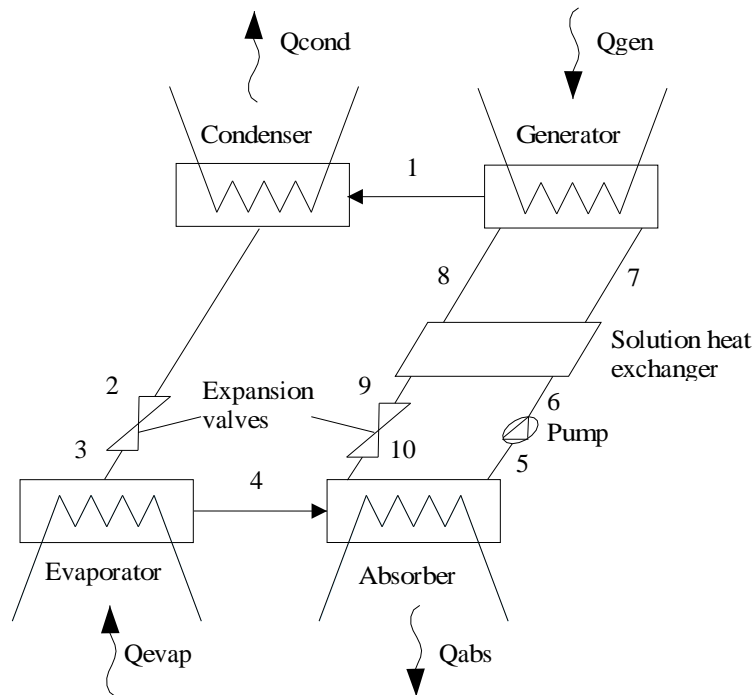 Qcond
Qgen
Condenser
Generator
1
8
7
Solution heat
exchanger
2
Expansion
valves
9
6
Pump
3
10
5
4
Evaporator
Absorber
Qevap
Qabs